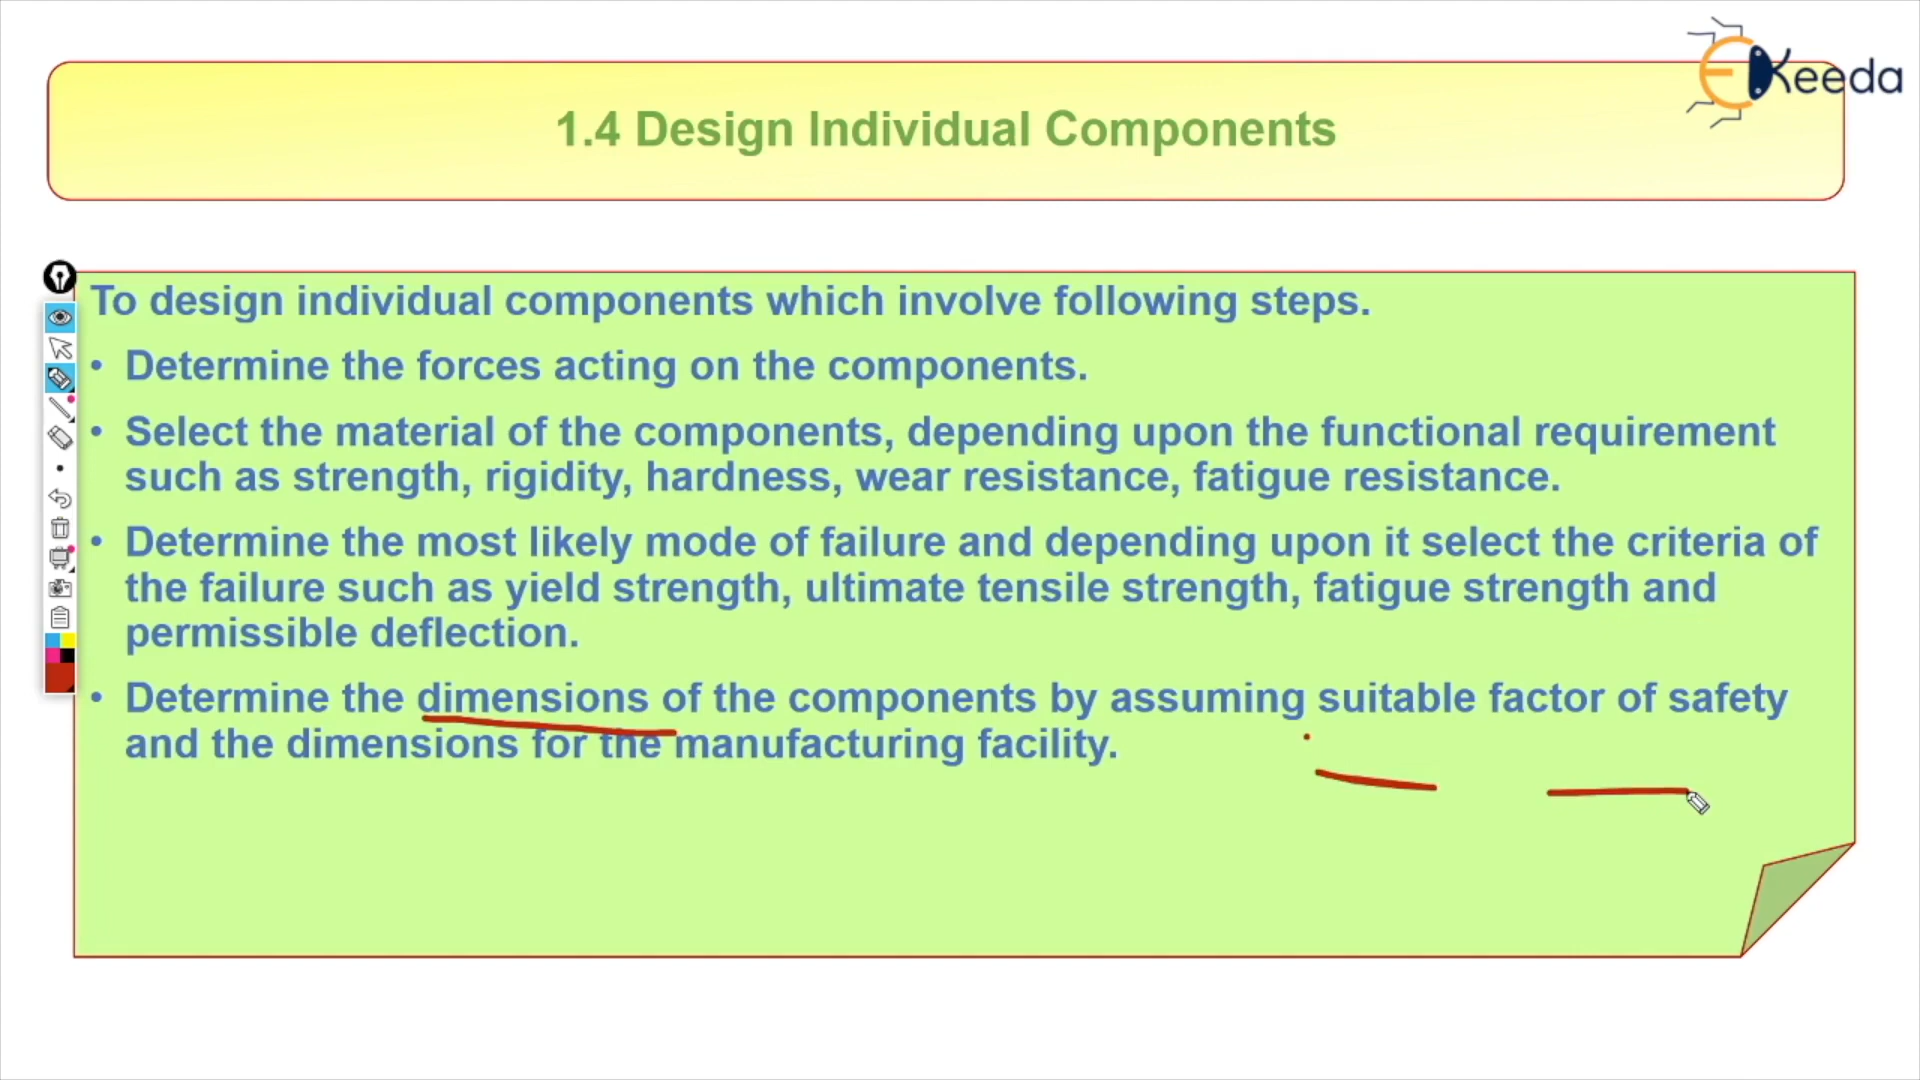 EKeeda
1.4 Design Individual Components
To design individual components which involve following steps.
• Determine the forces acting on the components.
• Select the material of the components, depending upon the functional requirement
such as strength, rigidity, hardness, wear resistance, fatigue resistance.
• Determine the most likely mode of failure and depending upon it select the criteria of
the failure such as yield strength, ultimate tensile strength, fatigue strength and
permissible deflection.
• Determine the dimensions of the components by assuming suitable factor of safety
and the dimensions for the manufacturing facility.